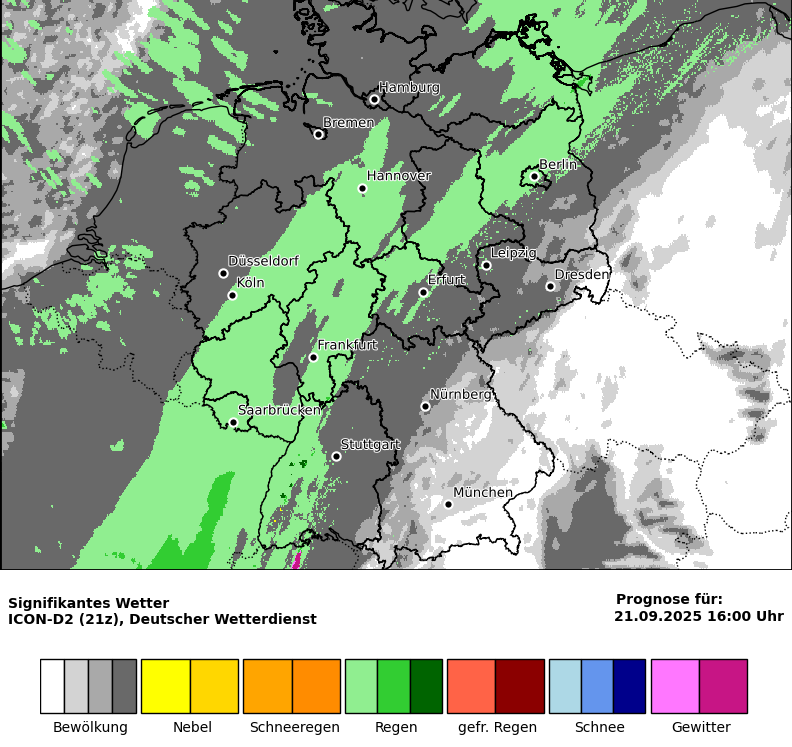 Hamburg
Bremen
Berlin
Hannover
Leipzig
Düsseldorf
Dresden
Köln
Erfurt
Frankfurt
Nürnberg
Saarbrücken
Stuttgart
München
Signifikantes Wetter
ICON-D2 (21z), Deutscher Wetterdienst
Prognose für:
21.09.2025 16:00 Uhr
Bewölkung Nebel Schneeregen Regen gefr. Regen Schnee Gewitter